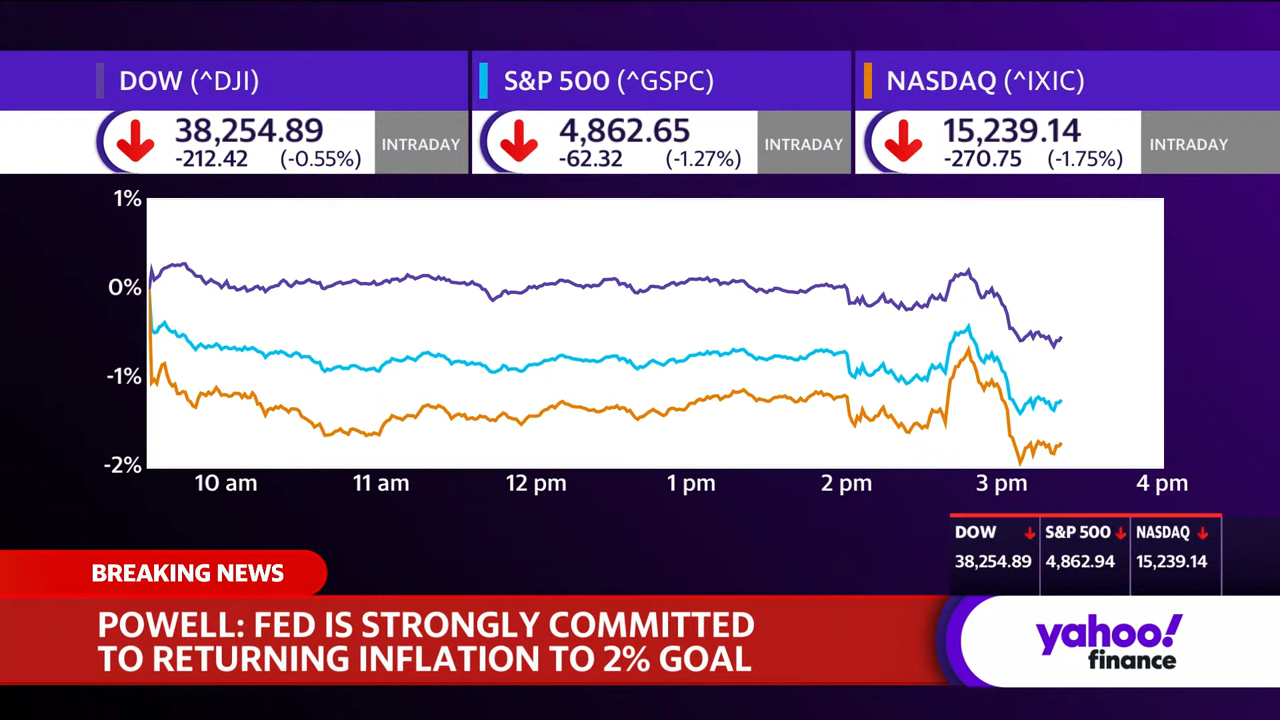 DOW (^DJI)
38,254.89
-212.42 (-0.55%)
INTRADAY
S&P 500 (^GSPC)
4,862.65
-62.32 (-1.27%)
INTRADAY
NASDAQ (^IXIC)
15,239.14
-270.75 (-1.75%)
INTRADAY
1%
0%
-1%
-2%
10 am 11 am 12 pm 1 pm 2 pm 3 pm 4 pm
DOW S&P 500 NASDAQ
38,254.89 4,862.94 15,239.14
BREAKING NEWS
POWELL: FED IS STRONGLY COMMITTED
TO RETURNING INFLATION TO 2% GOAL
yahoo!
finance